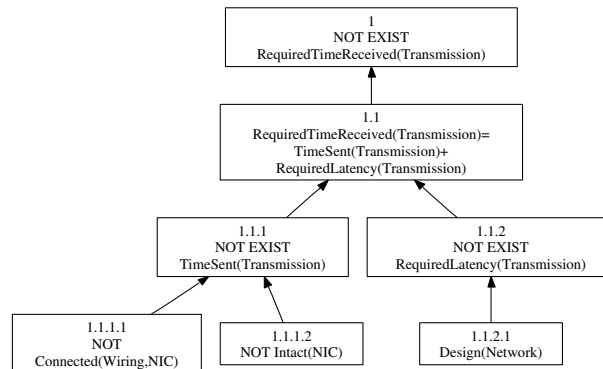 1
NOT EXIST
RequiredTimeReceived(Transmission)
1.1
RequiredTimeReceived(Transmission)=
TimeSent(Transmission)+
RequiredLatency(Transmission)
1.1.1
NOT EXIST
TimeSent(Transmission)
1.1.2
NOT EXIST
RequiredLatency(Transmission)
1.1.1.1
NOT
Connected(Wiring,NIC)
1.1.1.2
NOT Intact(NIC)
1.1.2.1
Design(Network)